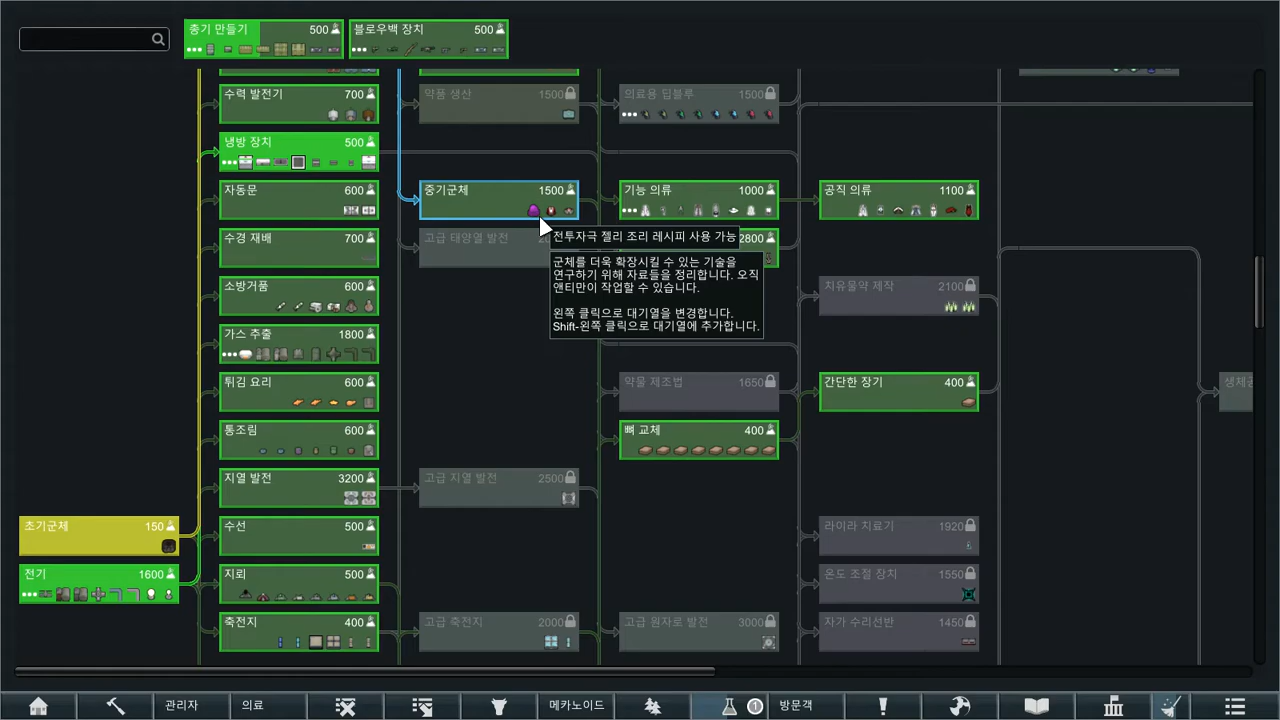 총기 만들기 500
블로우백 장치 500
수력 발전기 700
약품 생산 1500
의료용 딥블루 1500
냉방 장치 500
자동문 600
중기군체 1500
기능 의류 1000
공직 의류 1100
수경 재배 700
고급 태양열 발전
2800
전투자극 젤리 조리 레시피 사용 가능
군체를 더욱 확장시킬 수 있는 기술을
연구하기 위해 자료들을 정리합니다. 오직
앤티만이 작업할 수 있습니다.
왼쪽 클릭으로 대기열을 변경합니다.
Shift-왼쪽 클릭으로 대기열에 추가합니다.
소방거품 600
치유물약 제작 2100
가스 추출 1800
튀김 요리 600
약물 제조법 1650
간단한 장기 400
통조림 600
뼈 교체 400
지열 발전 3200
고급 지열 발전 2500
초기군체 150
수선 500
라이라 치료기 1920
전기 1600
지뢰 500
온도 조절 장치 1550
축전지 400
고급 축전지 2000
고급 원자로 발전 3000
자가 수리선반 1450
관리자
의료
메카노이드
1
방문객